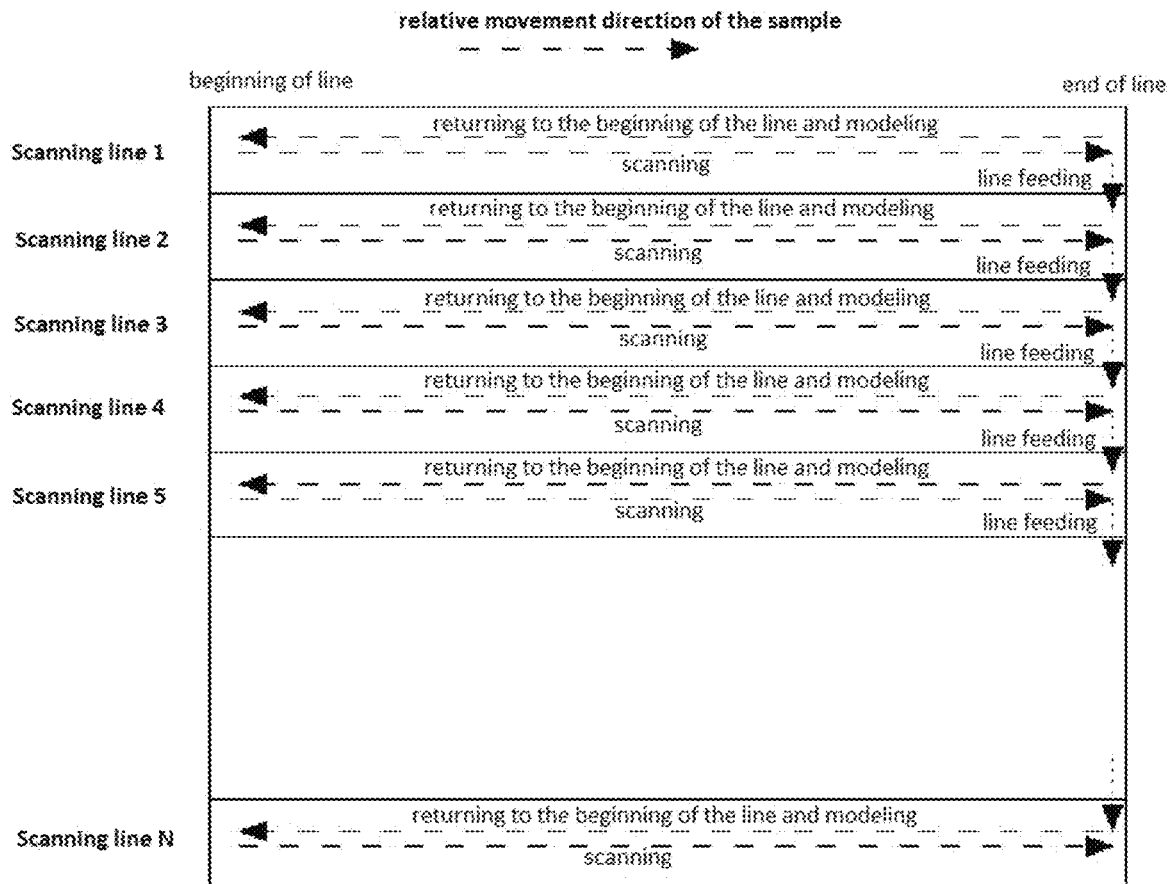 relative movement direction of the sample
beginning of line
end of line
returning to the beginning of the line and modeling
Scanning line 1
scanning
line feeding
returning to the beginning of the line and modeling
Scanning line 2
scanning
line feeding
returning to the beginning of the line and modeling
Scanning line 3
scanning
line feeding
returning to the beginning of the line and modeling
Scanning line 4
scanning
line feeding
returning to the beginning of the line and modeling
Scanning line 5
scanning
line feeding
returning to the beginning of the line and modeling
Scanning line N
scanning